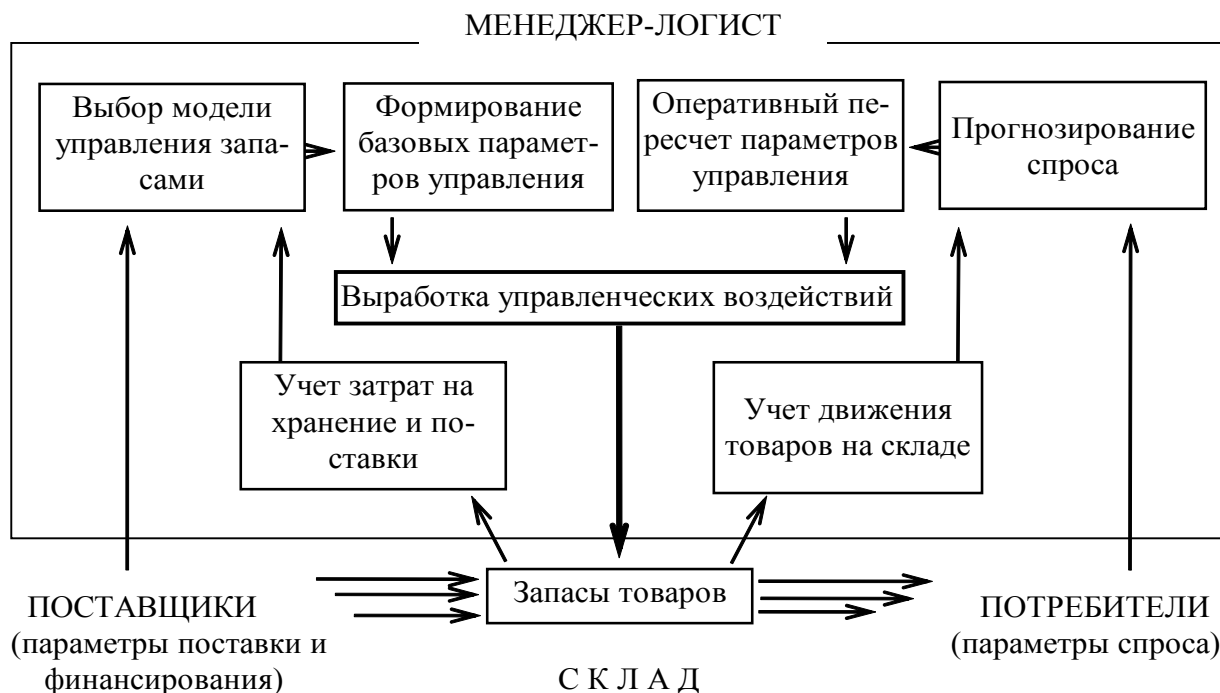 МЕНЕДЖЕР-ЛОГИСТ
Выбор модели
управления запа-
сами
Формирование
базовых парамет-
ров управления
Оперативный пе-
ресчет параметров
управления
Прогнозирование
спроса
Выработка управленческих воздействий
Учет затрат на
хранение и по-
ставки
Учет движения
товаров на складе
Запасы товаров
ПОСТАВЩИКИ
(параметры поставки и
финансирования)
ПОТРЕБИТЕЛИ
(параметры спроса)
С К Л А Д